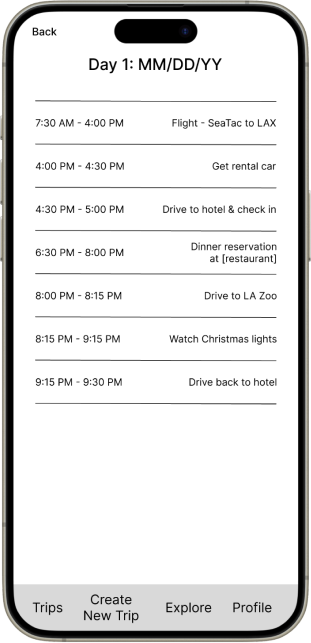 Back
Day 1: MM/DD/YY
7:30 AM - 4:00 PM Flight - SeaTac to LAX
4:00 PM - 4:30 PM Get rental car
4:30 PM - 5:00 PM Drive to hotel & check in
6:30 PM - 8:00 PM Dinner reservation
at [restaurant]
8:00 PM - 8:15 PM Drive to LA Zoo
8:15 PM - 9:15 PM Watch Christmas lights
9:15 PM - 9:30 PM Drive back to hotel
Trips Create Explore Profile
New Trip